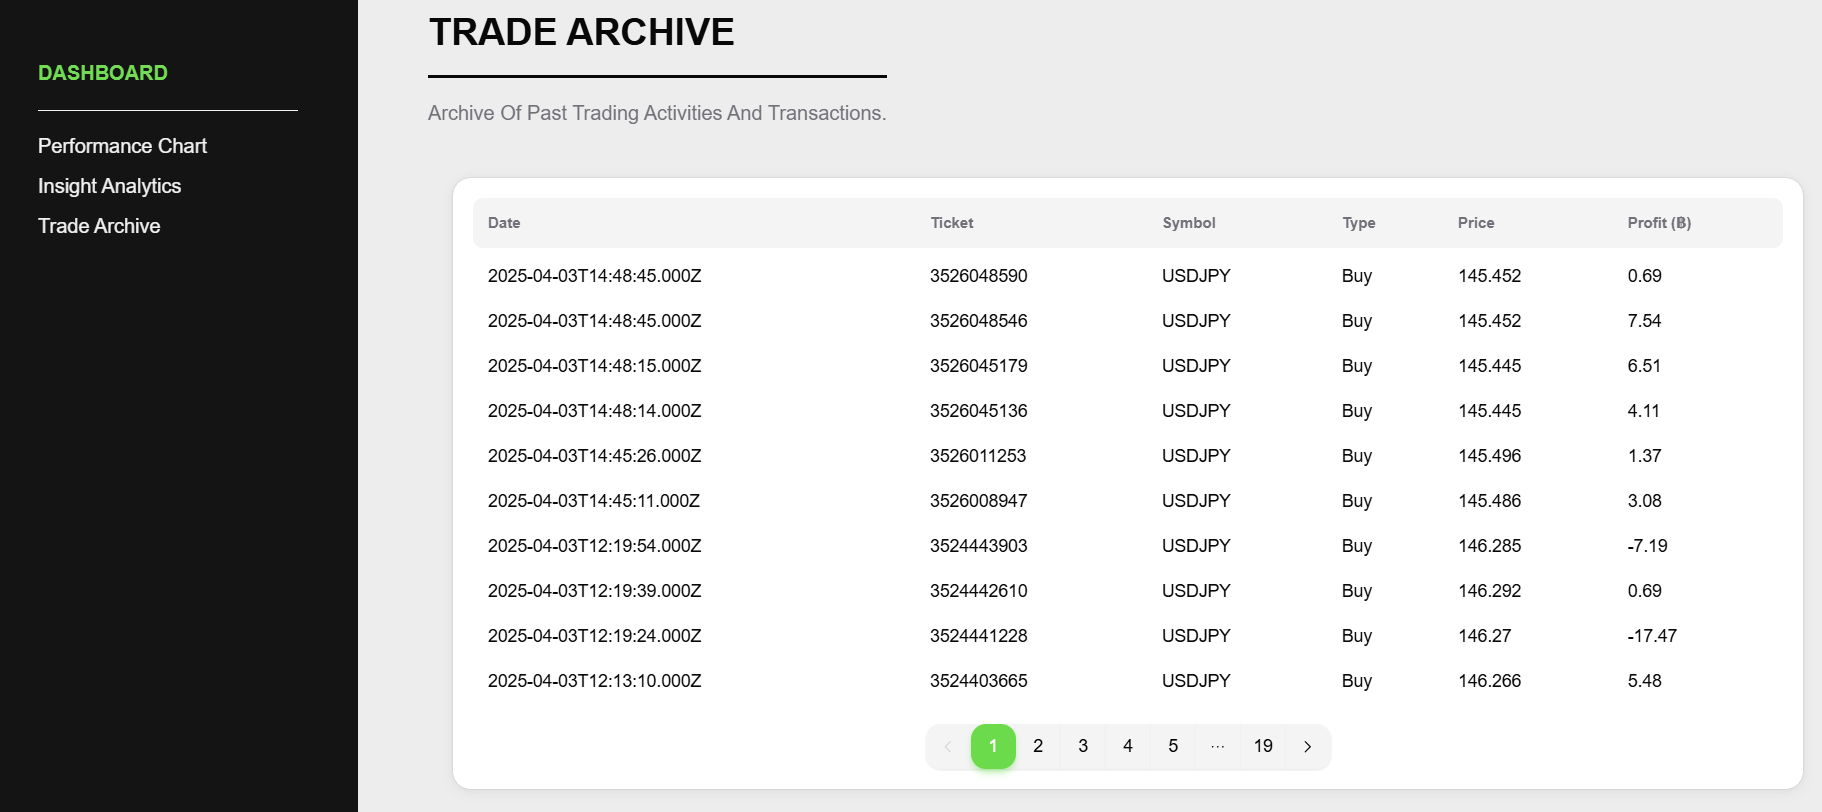 DASHBOARD
Performance Chart
Insight Analytics
Trade Archive
TRADE ARCHIVE
Archive Of Past Trading Activities And Transactions.
Date Ticket Symbol Type Price Profit (฿)
2025-04-03T14:48:45.000Z 3526048590 USDJPY Buy 145.452 0.69
2025-04-03T14:48:45.000Z 3526048546 USDJPY Buy 145.452 7.54
2025-04-03T14:48:15.000Z 3526045179 USDJPY Buy 145.445 6.51
2025-04-03T14:48:14.000Z 3526045136 USDJPY Buy 145.445 4.11
2025-04-03T14:45:26.000Z 3526011253 USDJPY Buy 145.496 1.37
2025-04-03T14:45:11.000Z 3526008947 USDJPY Buy 145.486 3.08
2025-04-03T12:19:54.000Z 3524443903 USDJPY Buy 146.285 -7.19
2025-04-03T12:19:39.000Z 3524442610 USDJPY Buy 146.292 0.69
2025-04-03T12:19:24.000Z 3524441228 USDJPY Buy 146.27 -17.47
2025-04-03T12:13:10.000Z 3524403665 USDJPY Buy 146.266 5.48
1 2 3 4 5 ··· 19